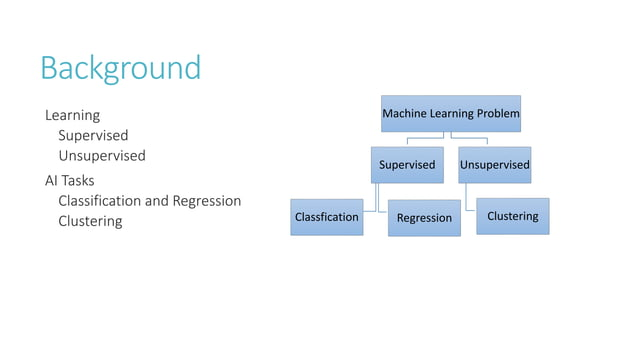 Background
Learning
Supervised
Unsupervised
AI Tasks
Classification and Regression
Clustering
Machine Learning Problem
Supervised
Unsupervised
Classfication
Regression
Clustering